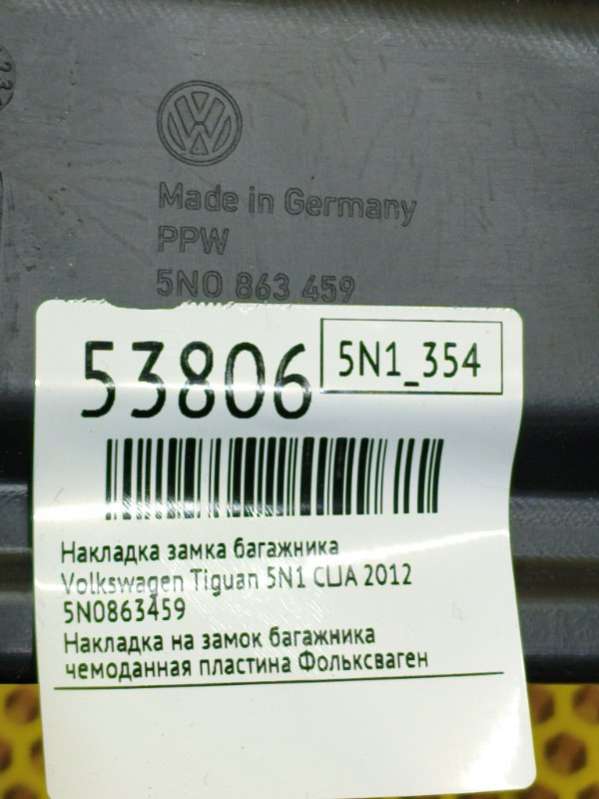 Made in Germany
PPW
5N0 863 459
53806
5N1_354
Накладка замка багажника
Volkswagen Tiguan 5N1 США 2012
5N0863459
Накладка на замок багажника
чемоданная пластина Фольксваген